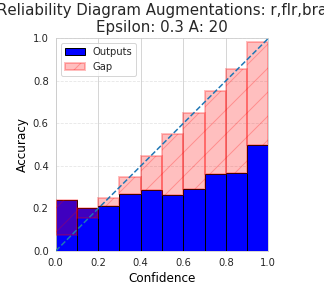 Reliability Diagram Augmentations: r,flr,bra
Epsilon: 0.3 A: 20
1.0
Outputs
Gap
0.8
0.6
0.4
0.2
0.0
Accuracy
0.0 0.2 0.4 0.6 0.8 1.0
Confidence